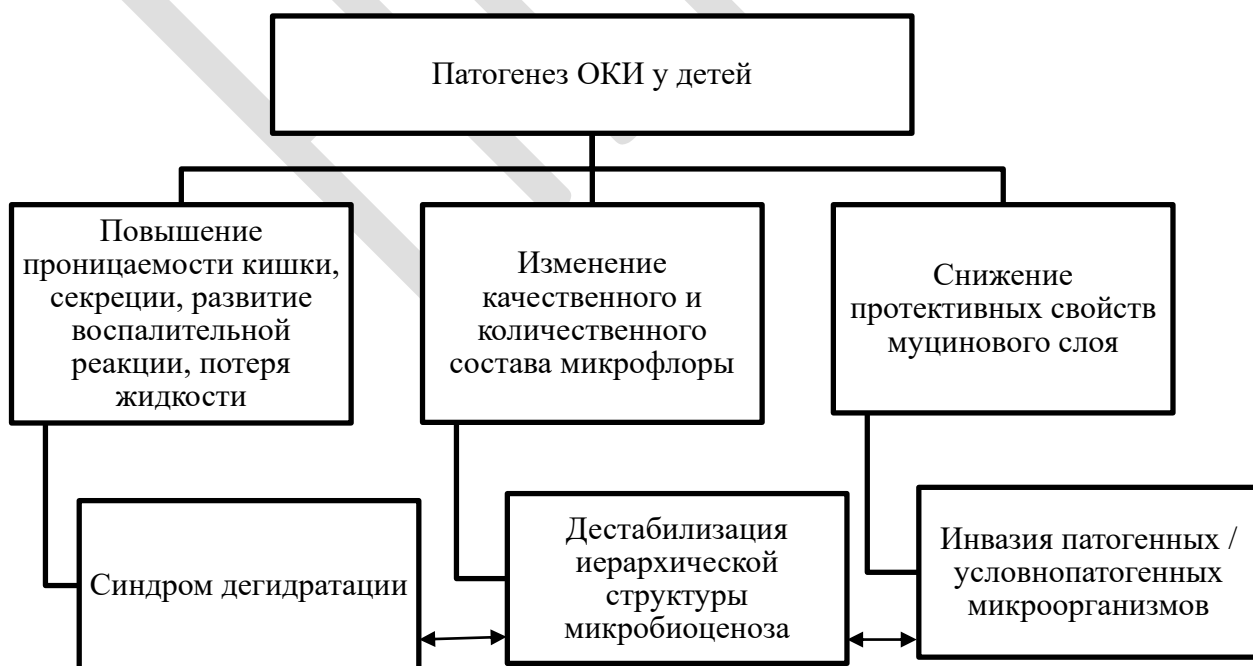 Патогенез ОКИ у детей
Повышение
проницаемости кишки,
секреции, развитие
воспалительной
реакции, потеря
жидкости
Изменение
качественного и
количественного
состава микрофлоры
Снижение
протективных свойств
муцинового слоя
Синдром дегидратации
Дестабилизация
иерархической
структуры
микробиоценоза
Инвазия патогенных /
условнопатогенных
микроорганизмов